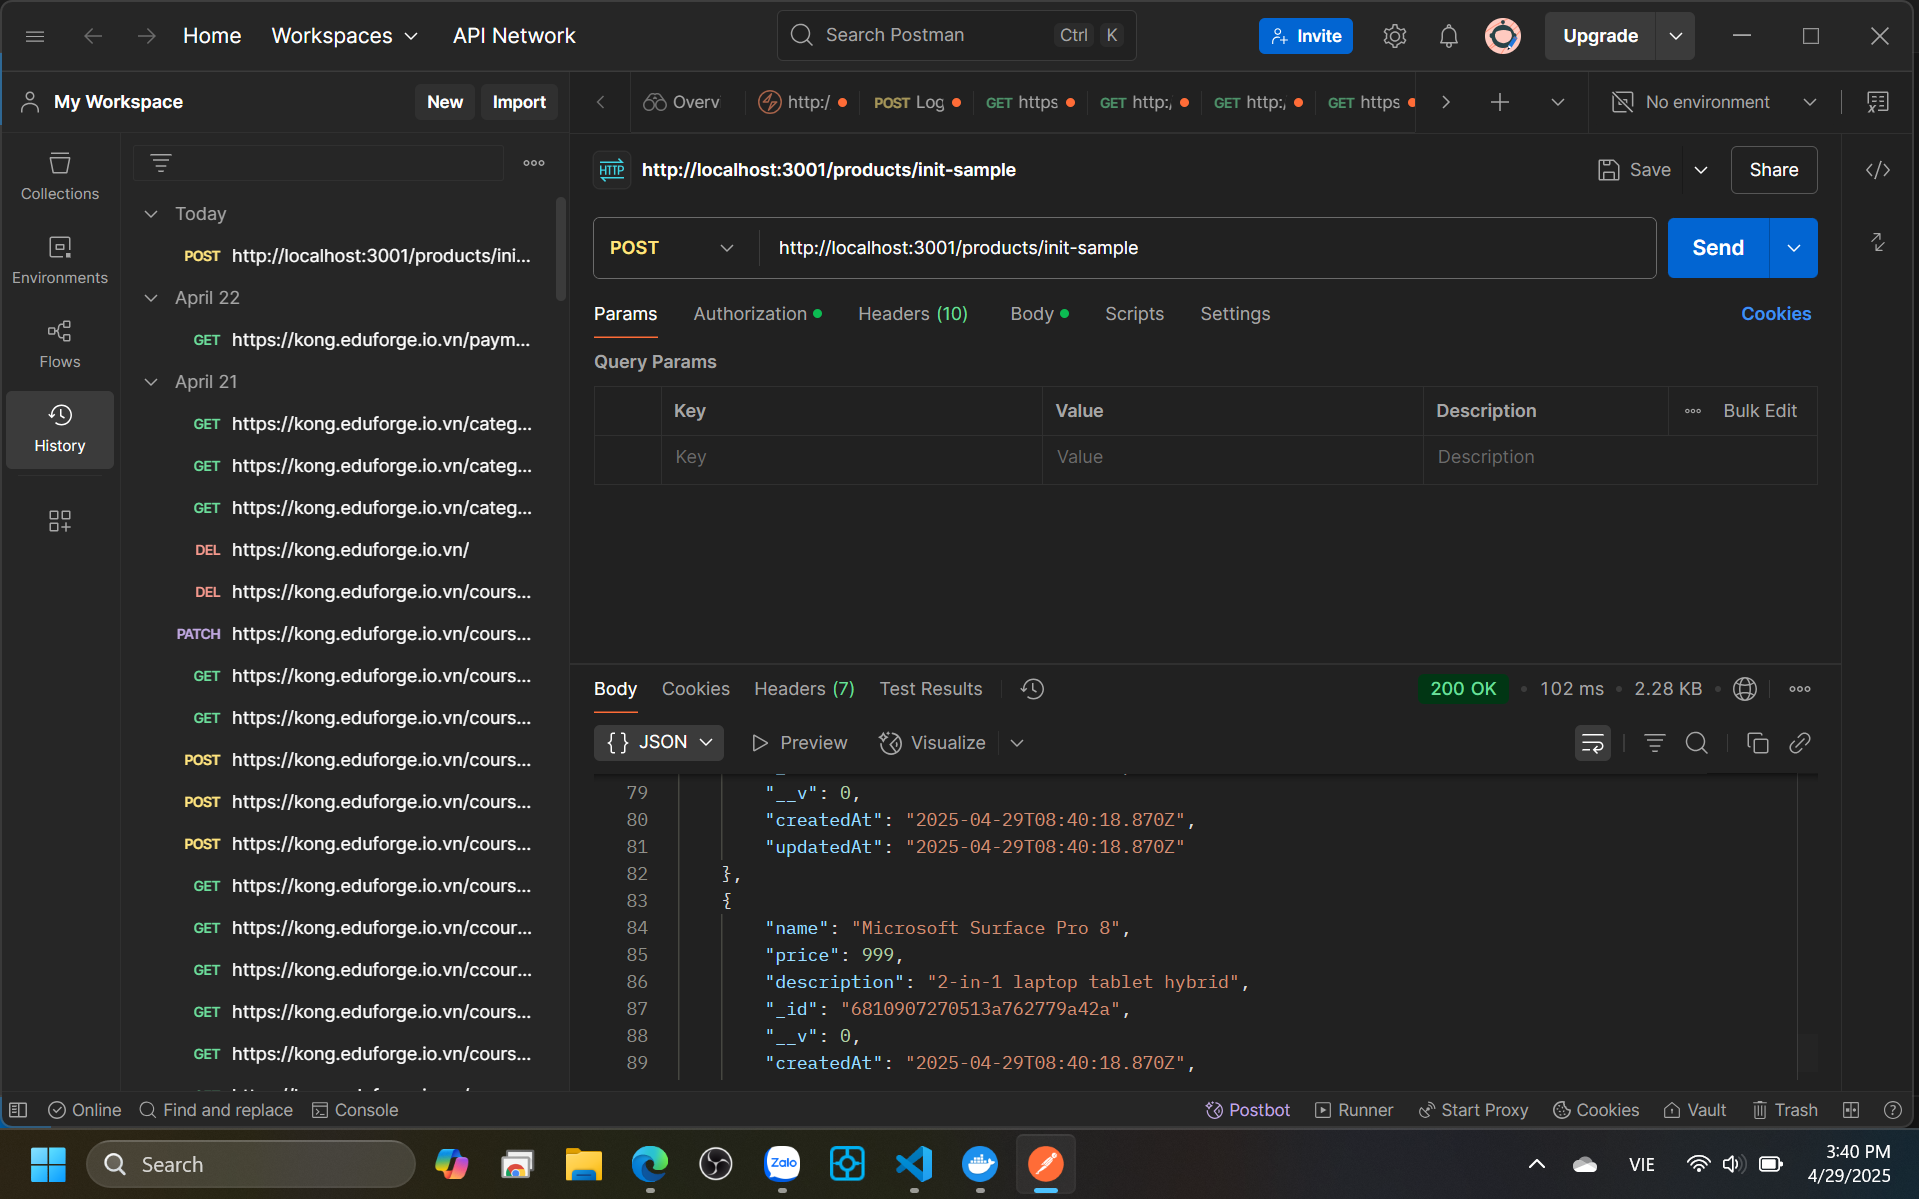 Home
Workspaces
API Network
Search Postman
Ctrl K
Invite
Upgrade
My Workspace
New
Import
Overv
http:/
POST Log
GET https
GET http:/
GET http:/
GET https
No environment
Collections
Environments
Flows
History
Today
POST http://localhost:3001/products/ini...
April 22
GET https://kong.eduforge.io.vn/paym...
April 21
GET https://kong.eduforge.io.vn/categ...
GET https://kong.eduforge.io.vn/categ...
GET https://kong.eduforge.io.vn/categ...
DEL https://kong.eduforge.io.vn/
DEL https://kong.eduforge.io.vn/cours...
PATCH https://kong.eduforge.io.vn/cours...
GET https://kong.eduforge.io.vn/cours...
GET https://kong.eduforge.io.vn/cours...
POST https://kong.eduforge.io.vn/cours...
POST https://kong.eduforge.io.vn/cours...
POST https://kong.eduforge.io.vn/cours...
GET https://kong.eduforge.io.vn/cours...
GET https://kong.eduforge.io.vn/ccour...
GET https://kong.eduforge.io.vn/ccour...
GET https://kong.eduforge.io.vn/cours...
GET https://kong.eduforge.io.vn/cours...
HTTP http://localhost:3001/products/init-sample
Save
Share
POST
http://localhost:3001/products/init-sample
Send
Params
Authorization
Headers (10)
Body
Scripts
Settings
Cookies
Query Params
Key Value Description Bulk Edit
Key Value Description
Body
Cookies
Headers (7)
Test Results
200 OK
102 ms
2.28 KB
{} JSON
Preview
Visualize
79 "__v": 0,
80 "createdAt": "2025-04-29T08:40:18.870Z",
81 "updatedAt": "2025-04-29T08:40:18.870Z"
82 },
83 {
84 "name": "Microsoft Surface Pro 8",
85 "price": 999,
86 "description": "2-in-1 laptop tablet hybrid",
87 "_id": "6810907270513a762779a42a",
88 "__v": 0,
89 "createdAt": "2025-04-29T08:40:18.870Z",
Online
Find and replace
Console
Postbot
Runner
Start Proxy
Cookies
Vault
Trash
Search
Zalo
VIE
3:40 PM
4/29/2025